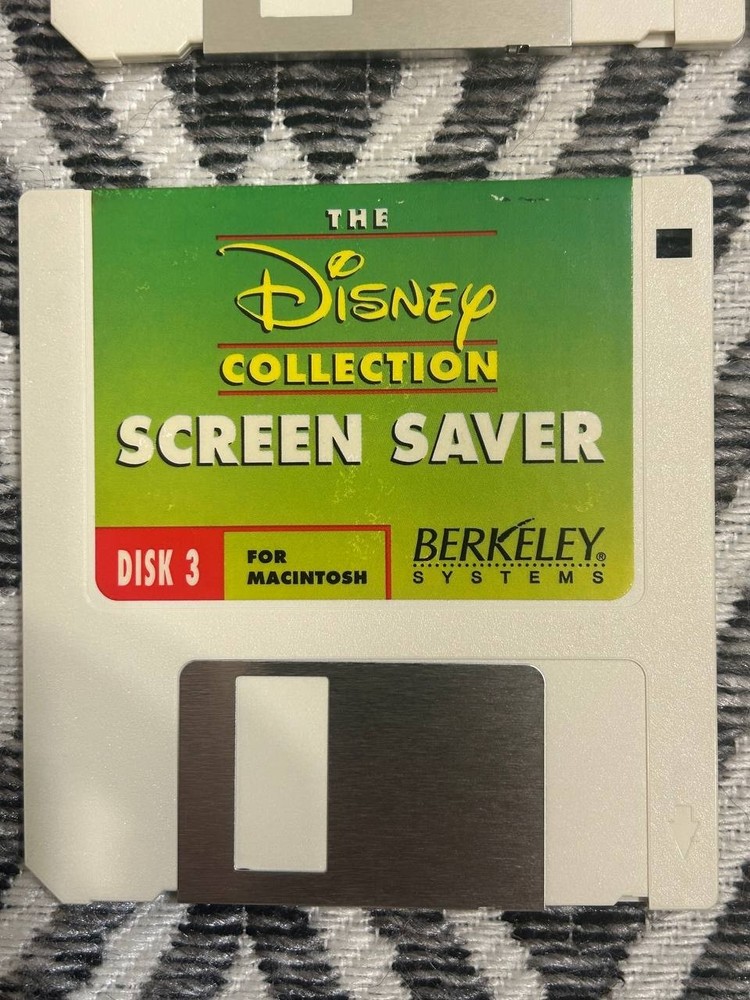 THE
Disney
COLLECTION
SCREEN SAVER
DISK 3
FOR
MACINTOSH
BERKELEY®
SYSTEMS